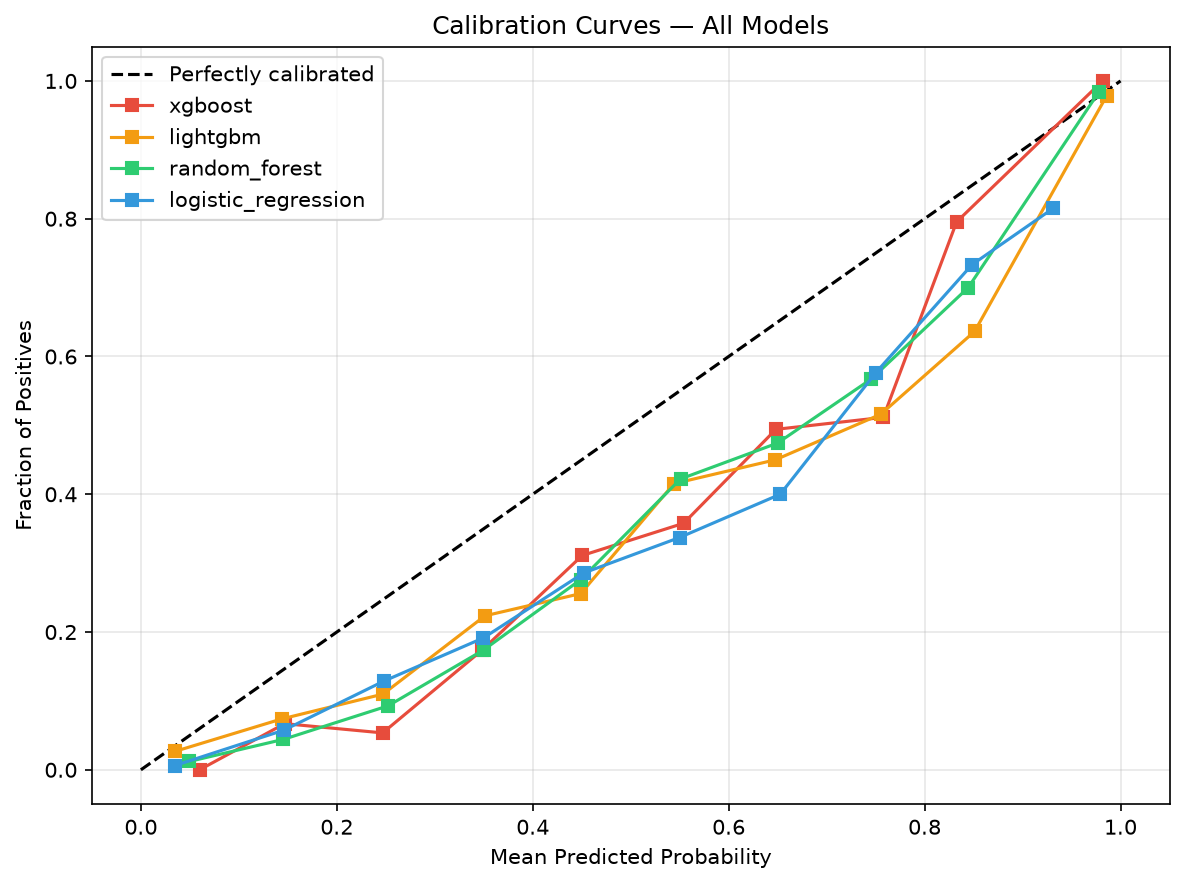 Calibration Curves — All Models
Perfectly calibrated
xgboost
lightgbm
random_forest
logistic_regression
1.0
0.8
0.6
0.4
0.2
0.0
Fraction of Positives
0.0 0.2 0.4 0.6 0.8 1.0
Mean Predicted Probability